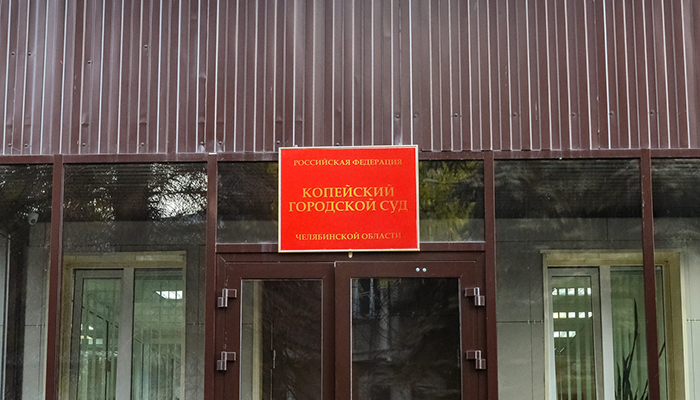 РОССИЙСКАЯ ФЕДЕРАЦИЯ
КОПЕЙСКИЙ
ГОРОДСКОЙ СУД
ЧЕЛЯБИНСКОЙ ОБЛАСТИ